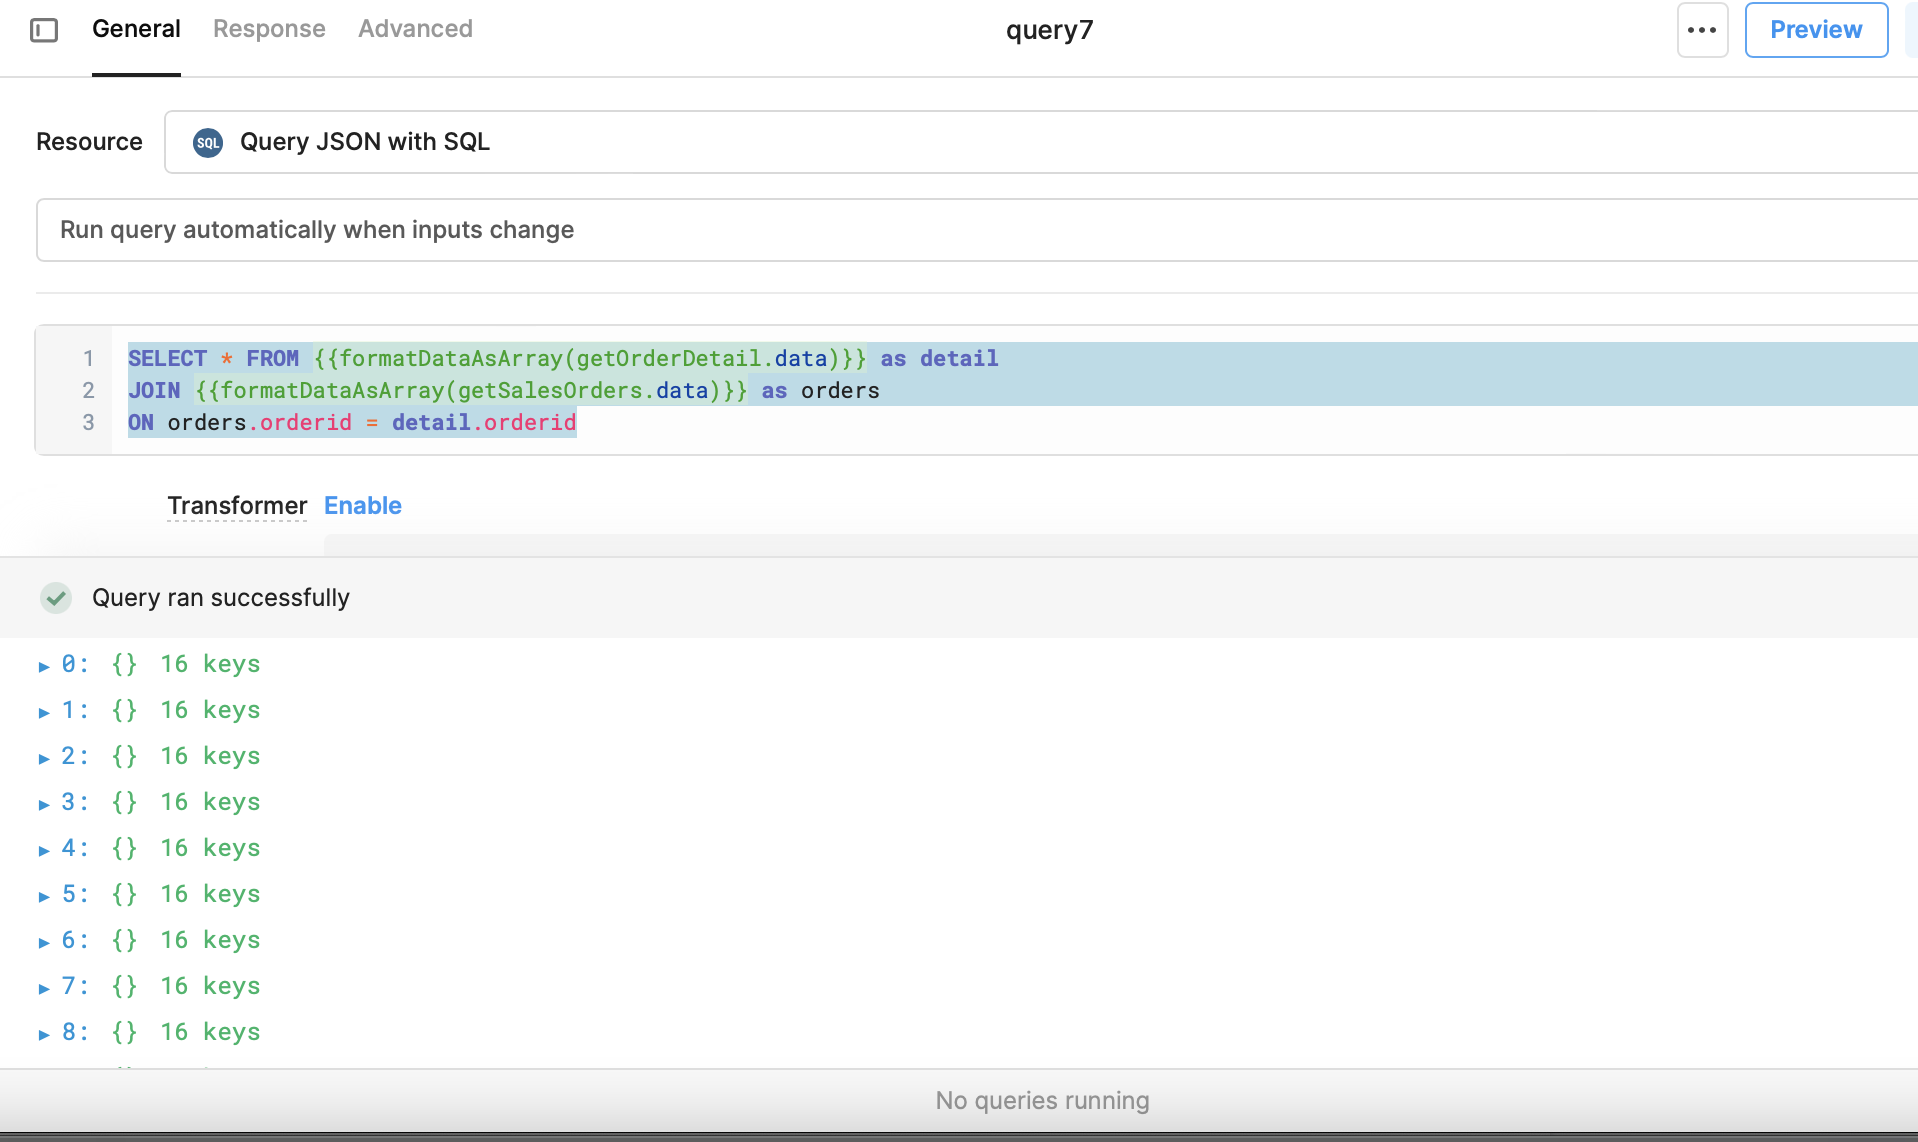 General Response Advanced query7 ••• Preview
Resource SQL Query JSON with SQL
Run query automatically when inputs change
1 SELECT * FROM {{formatDataAsArray(getOrderDetail.data)}} as detail
2 JOIN {{formatDataAsArray(getSalesOrders.data)}} as orders
3 ON orders.orderid = detail.orderid
Transformer Enable
Query ran successfully
▸ 0: {} 16 keys
▸ 1: {} 16 keys
▸ 2: {} 16 keys
▸ 3: {} 16 keys
▸ 4: {} 16 keys
▸ 5: {} 16 keys
▸ 6: {} 16 keys
▸ 7: {} 16 keys
▸ 8: {} 16 keys
No queries running